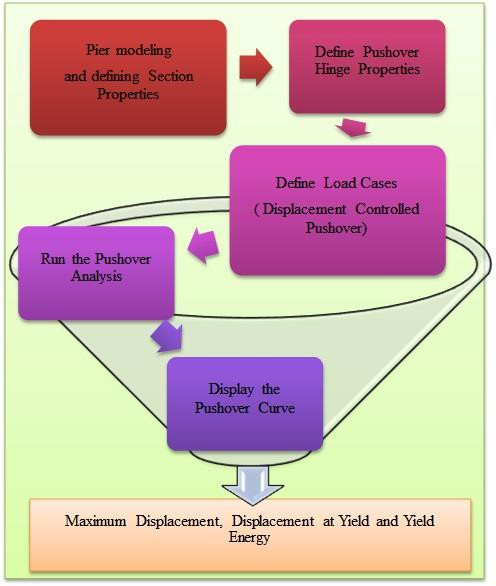 Pier modeling
and defining Section
Properties
Define Pushover
Hinge Properties
Define Load Cases
( Displacement Controlled
Pushover)
Run the Pushover
Analysis
Display the
Pushover Curve
Maximum Displacement, Displacement at Yield and Yield
Energy